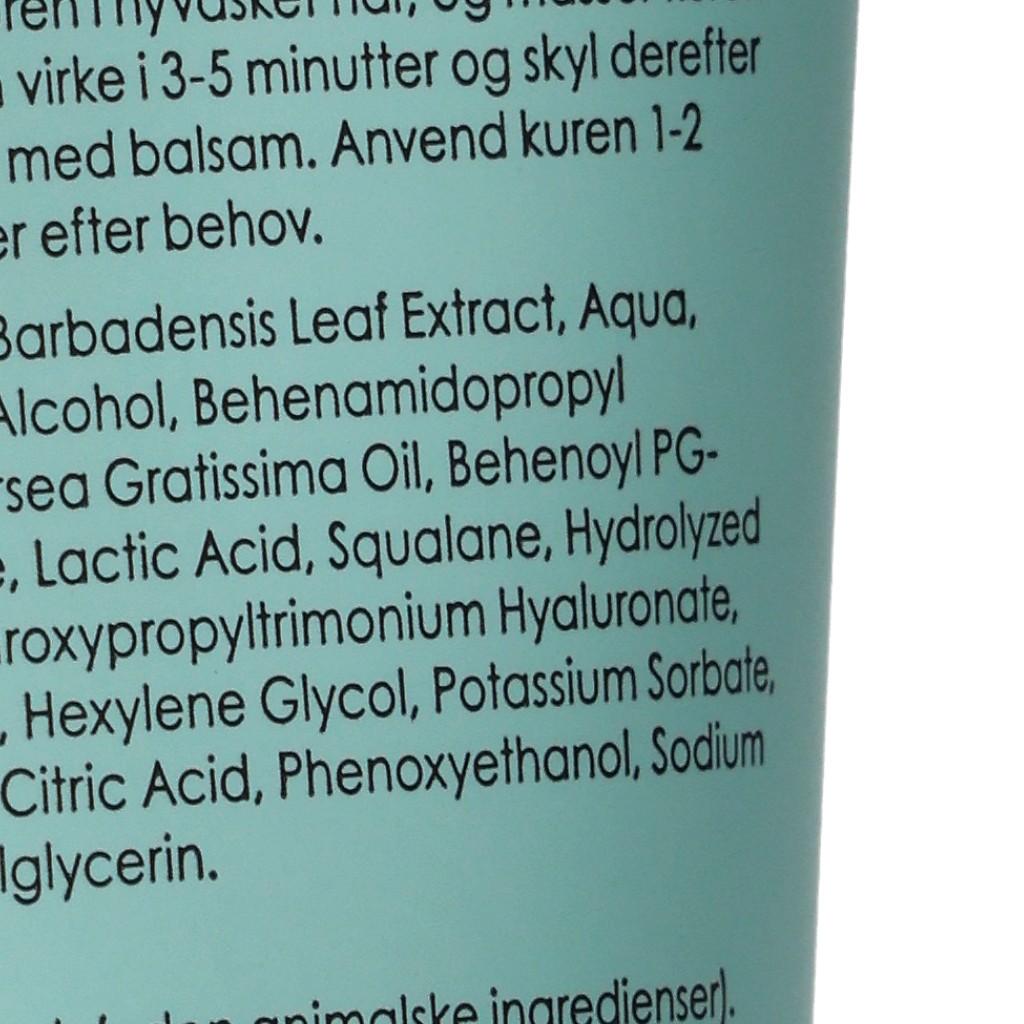 virke i 3-5 minutter og skyl derefter
med balsam. Anvend kuren 1-2
efter behov.
Barbadensis Leaf Extract, Aqua,
Alcohol, Behenamidopropyl
Gratissima Oil, Behenoyl PG-
Lactic Acid, Squalane, Hydrolyzed
roxypropyltrimonium Hyaluronate,
, Hexylene Glycol, Potassium Sorbate,
Citric Acid, Phenoxyethanol, Sodium
lglycerin.
animalske ingredienser).